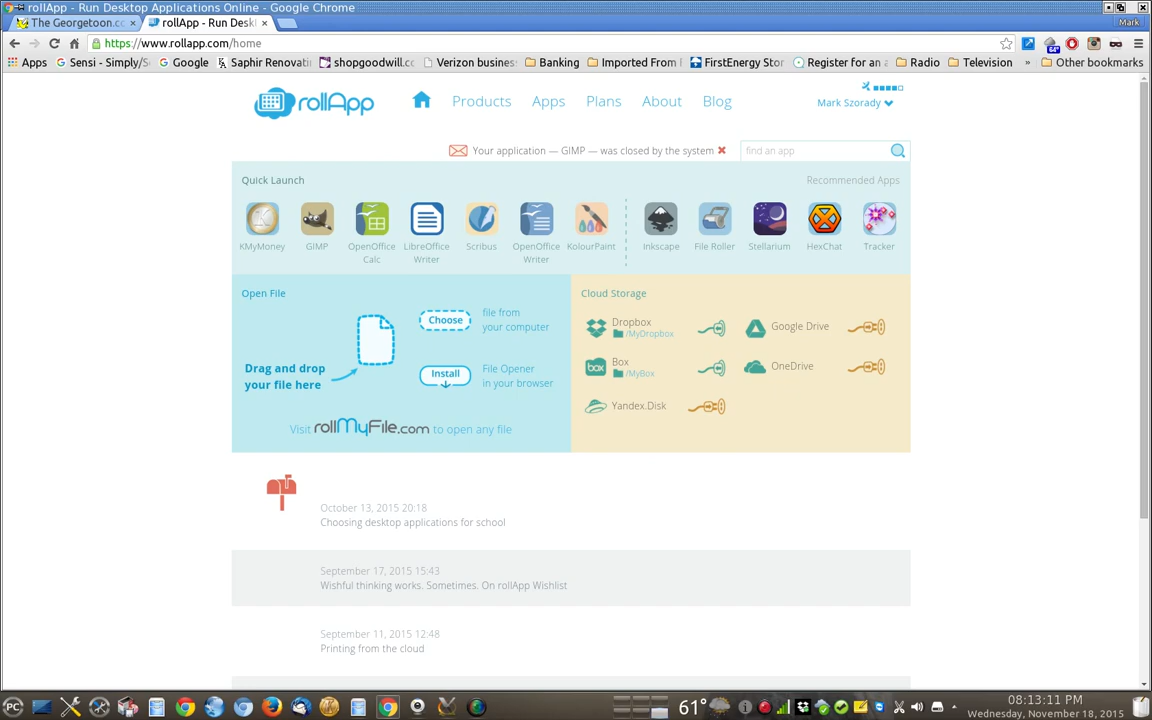 rollApp - Run Desktop Applications Online - Google Chrome
The Georgetoon.cc
rollApp - Run Desk
Mark
https://www.rollapp.com/home
Apps
Sensi - Simply/S
Google
Saphir Renovati
shopgoodwill.c
Verizon busines
Banking
Imported From
FirstEnergy Stor
Register for an a
Radio
Television
»
Other bookmarks
rollApp
Products
Apps
Plans
About
Blog
Mark Szorady
Your application — GIMP — was closed by the system
find an app
Quick Launch
Recommended Apps
KMyMoney
GIMP
OpenOffice Calc
LibreOffice Writer
Scribus
OpenOffice Writer
KolourPaint
Inkscape
File Roller
Stellarium
HexChat
Tracker
Open File
Drag and drop
your file here
Choose
file from
your computer
Install
File Opener
in your browser
Visit rollMyFile.com to open any file
Cloud Storage
Dropbox
/MyDropbox
Google Drive
box
Box
/MyBox
OneDrive
Yandex.Disk
October 13, 2015 20:18
Choosing desktop applications for school
September 17, 2015 15:43
Wishful thinking works. Sometimes. On rollApp Wishlist
September 11, 2015 12:48
Printing from the cloud
PC
61°
08:13:11 PM
Wednesday, November 18, 2015